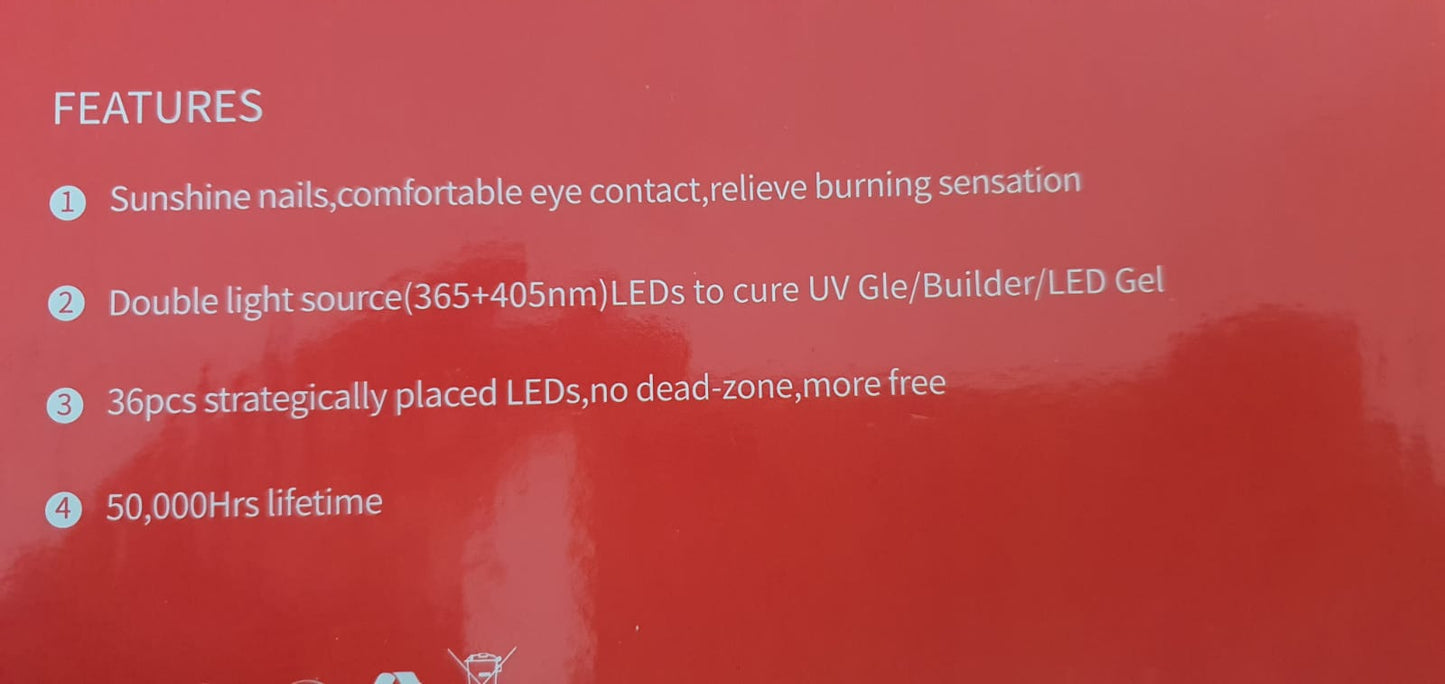 FEATURES
1 Sunshine nails,comfortable eye contact,relieve burning sensation
2 Double light source(365+405nm)LEDs to cure UV Gle/Builder/LED Gel
3 36pcs strategically placed LEDs,no dead-zone,more free
4 50,000Hrs lifetime